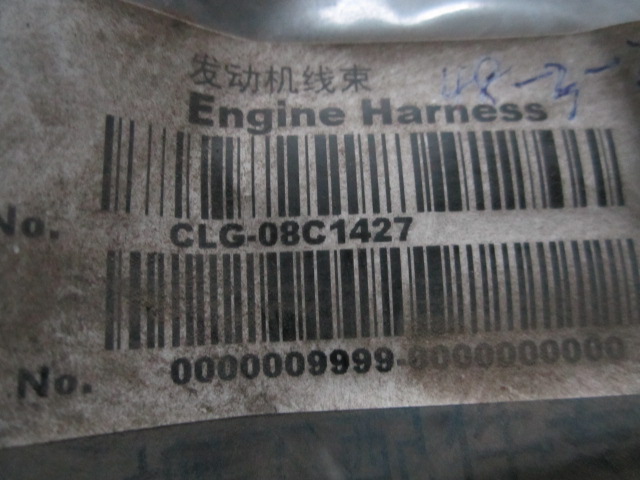 发动机线束
Engine Harness
No. CLG-08C1427
No. 0000009999-0000000000